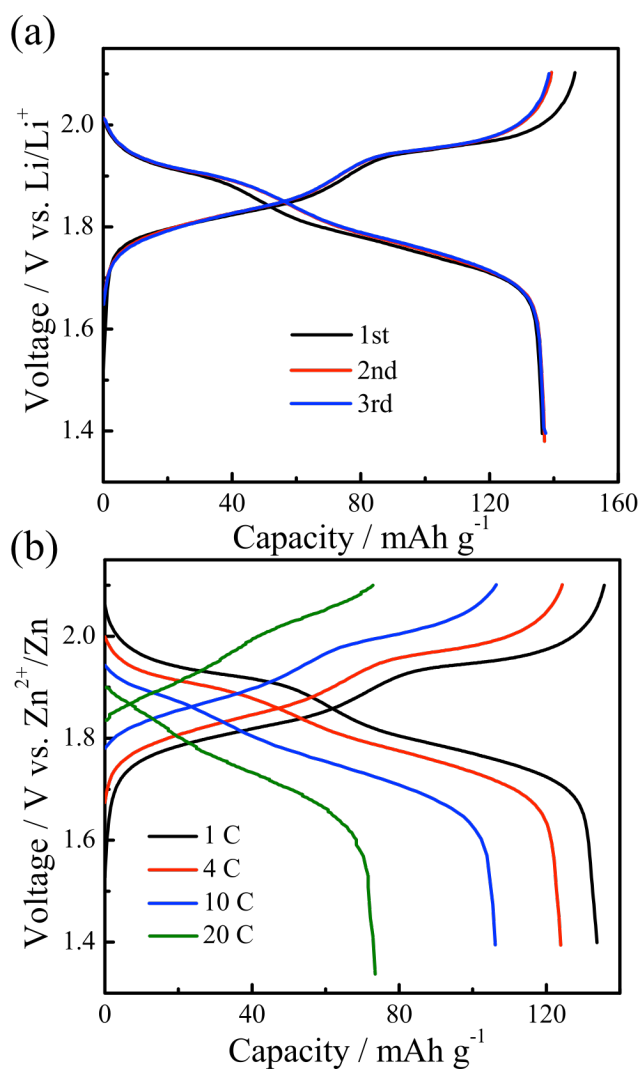 (a)
Voltage / V vs. Li/Li⁺
2.0
1.8
1.6
1.4
1st
2nd
3rd
0 40 80 120 160
Capacity / mAh g⁻¹
(b)
Voltage / V vs. Zn²⁺/Zn
2.0
1.8
1.6
1.4
1 C
4 C
10 C
20 C
0 40 80 120
Capacity / mAh g⁻¹